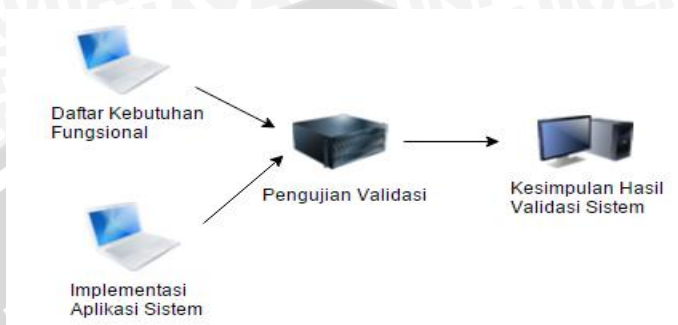 Daftar Kebutuhan
Fungsional
Pengujian Validasi
Kesimpulan Hasil
Validasi Sistem
Implementasi
Aplikasi Sistem